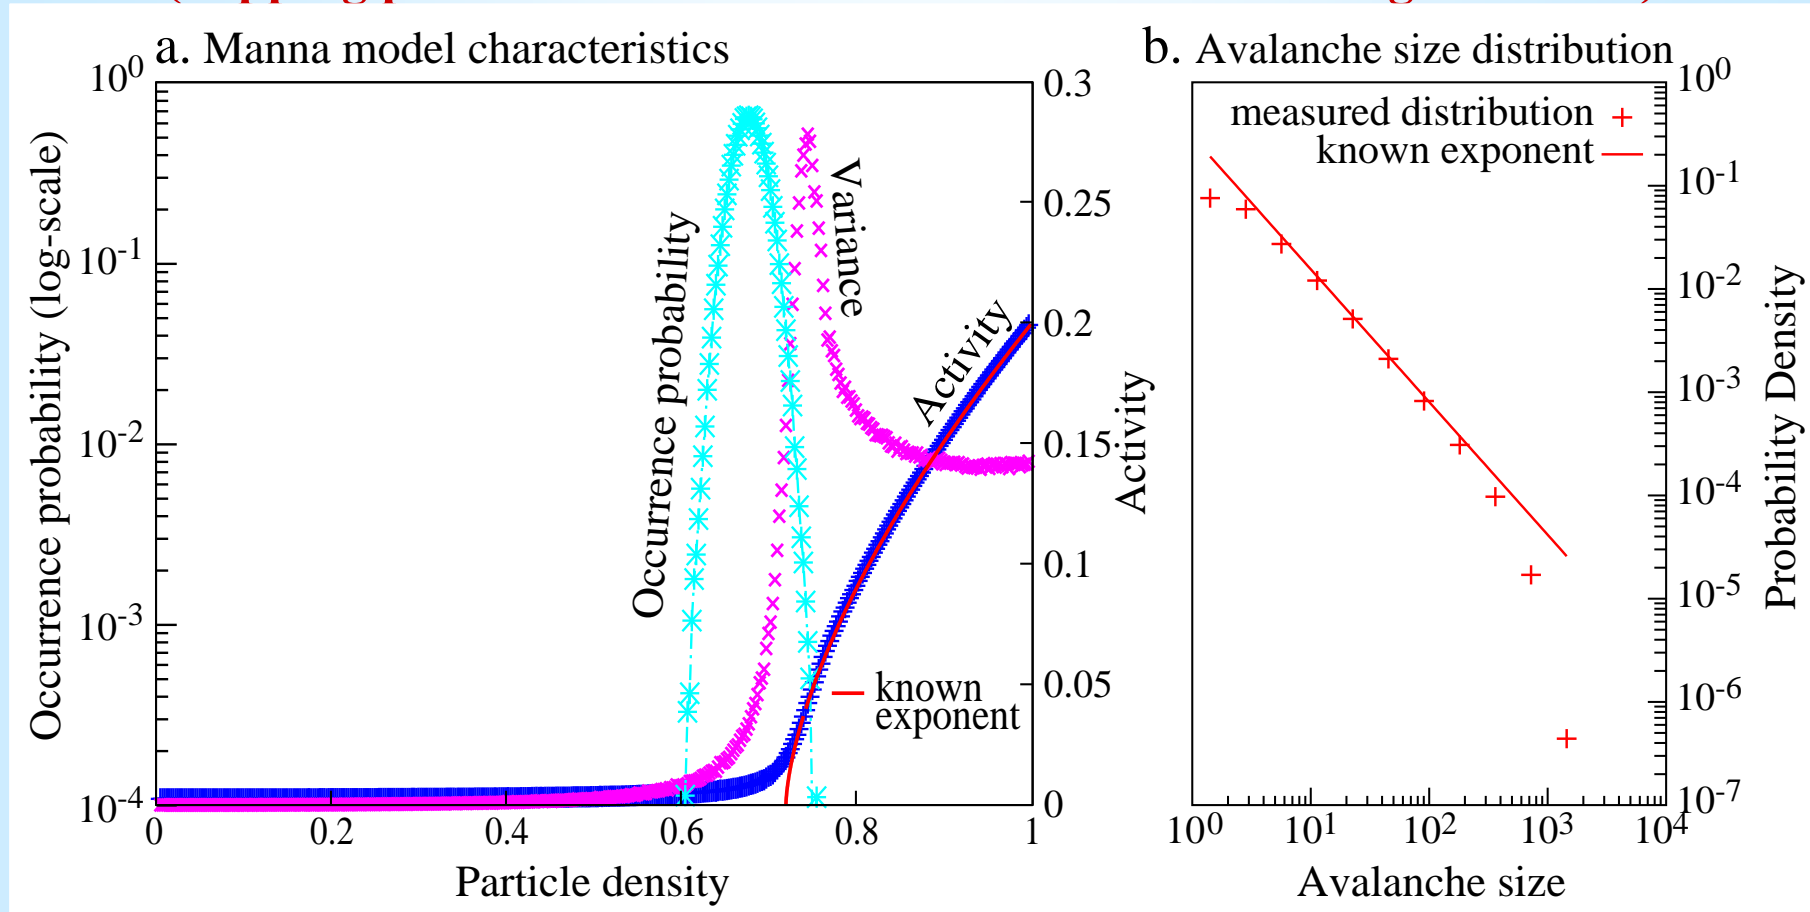 a. Manna model characteristics
10^0
10^-1
10^-2
10^-3
10^-4
Occurrence probability (log-scale)
0.3
0.25
0.2
0.15
0.1
0.05
0
Activity
Occurrence probability
Variance
Activity
known
exponent
0 0.2 0.4 0.6 0.8 1
Particle density
b. Avalanche size distribution
measured distribution
known exponent
10^0
10^-1
10^-2
10^-3
10^-4
10^-5
10^-6
10^-7
Probability Density
10^0 10^1 10^2 10^3 10^4
Avalanche size